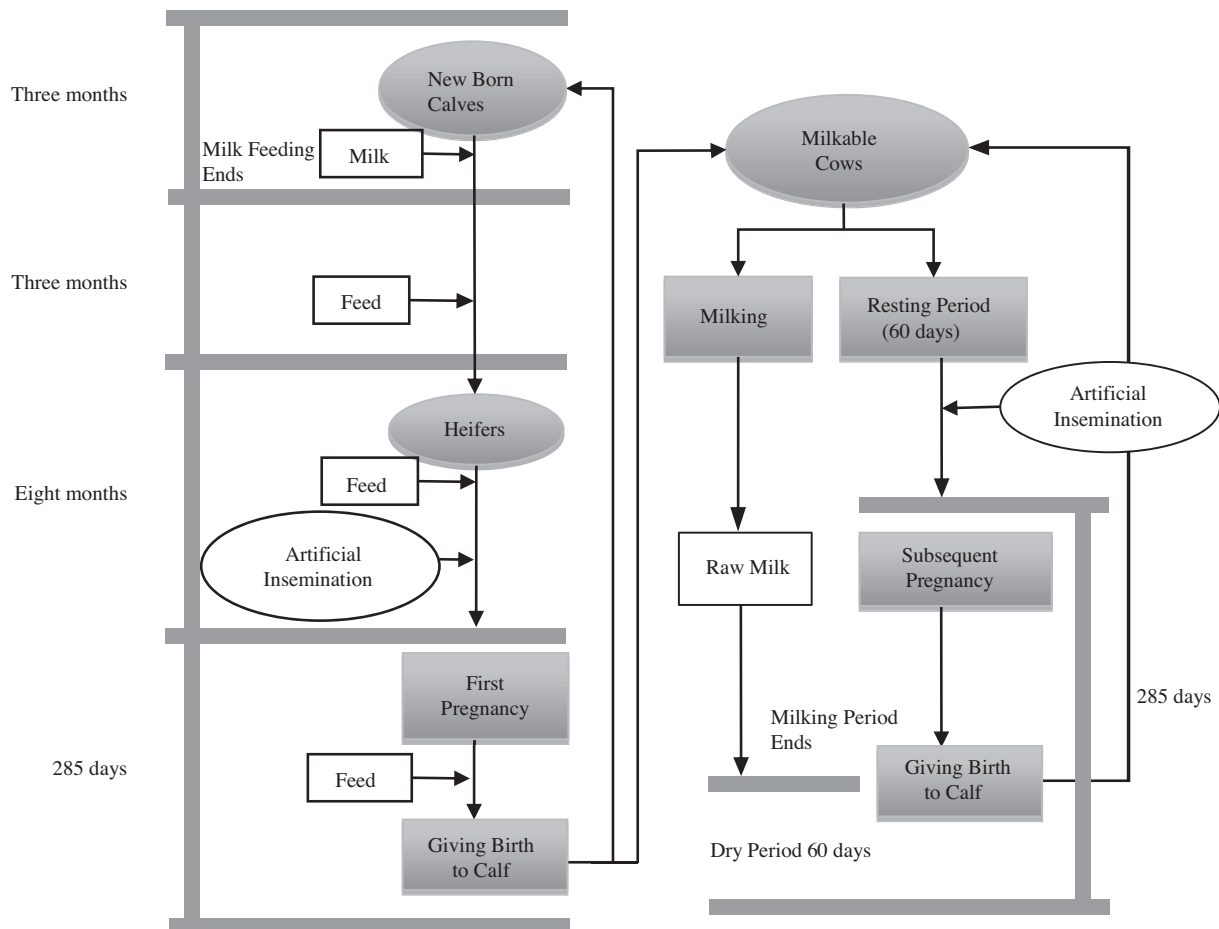 Three months
New Born
Calves
Milk Feeding
Ends
Milk
Three months
Feed
Heifers
Eight months
Feed
Artificial
Insemination
First
Pregnancy
285 days
Feed
Giving Birth
to Calf
Milkable
Cows
Milking
Resting Period
(60 days)
Artificial
Insemination
Raw Milk
Subsequent
Pregnancy
285 days
Milking Period
Ends
Giving Birth
to Calf
Dry Period 60 days